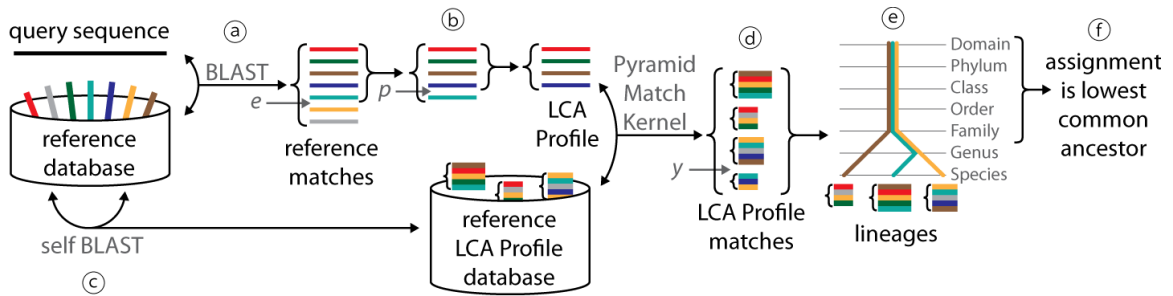 query sequence
reference
database
self BLAST
ⓒ
ⓐ
BLAST
e
reference
matches
ⓑ
p
LCA
Profile
reference
LCA Profile
database
Pyramid
Match
Kernel
ⓓ
y
LCA Profile
matches
ⓔ
Domain
Phylum
Class
Order
Family
Genus
Species
lineages
ⓕ
assignment
is lowest
common
ancestor